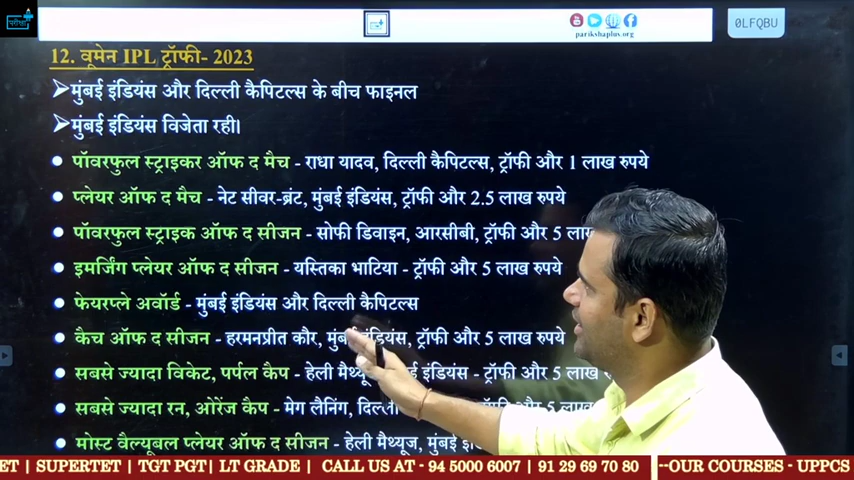 परीक्षा
parikshaplus.org
0LFQBU
12. वूमेन IPL ट्रॉफी- 2023
➢मुंबई इंडियंस और दिल्ली कैपिटल्स के बीच फाइनल
➢मुंबई इंडियंस विजेता रही।
• पॉवरफुल स्ट्राइकर ऑफ द मैच - राधा यादव, दिल्ली कैपिटल्स, ट्रॉफी और 1 लाख रुपये
• प्लेयर ऑफ द मैच - नेट सीवर-ब्रंट, मुंबई इंडियंस, ट्रॉफी और 2.5 लाख रुपये
• पॉवरफुल स्ट्राइक ऑफ द सीजन - सोफी डिवाइन, आरसीबी, ट्रॉफी और 5 लाख
• इमर्जिंग प्लेयर ऑफ द सीजन - यस्तिका भाटिया - ट्रॉफी और 5 लाख रुपये
• फेयरप्ले अवॉर्ड - मुंबई इंडियंस और दिल्ली कैपिटल्स
• कैच ऑफ द सीजन - हरमनप्रीत कौर, मुंबई इंडियंस, ट्रॉफी और 5 लाख रुपये
• सबसे ज्यादा विकेट, पर्पल कैप - हेली मैथ्यू इंडियंस - ट्रॉफी और 5 लाख
• सबसे ज्यादा रन, ओरेंज कैप - मेग लैनिंग, दिल्ली 5 लाख
• मोस्ट वैल्यूबल प्लेयर ऑफ द सीजन - हेली मैथ्यूज, मुंबई
ET | SUPERTET | TGT PGT| LT GRADE | CALL US AT - 94 5000 6007 | 91 29 69 70 80 --OUR COURSES - UPPCS